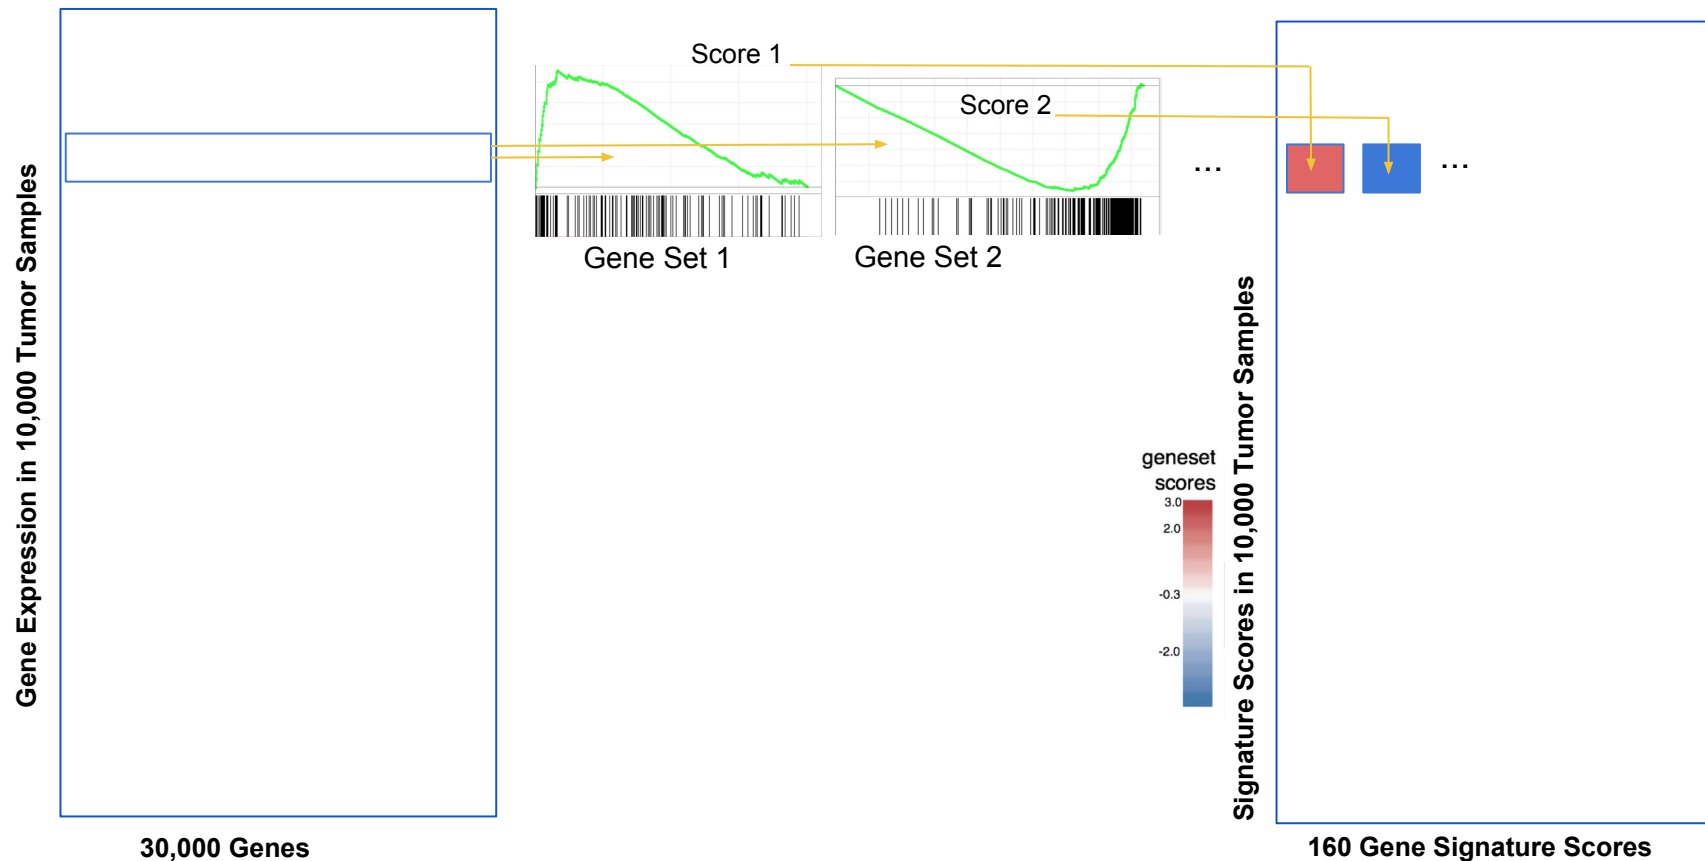 Gene Expression in 10,000 Tumor Samples
30,000 Genes
Score 1
Score 2
Gene Set 1
Gene Set 2
...
geneset
scores
3.0
2.0
-0.3
-2.0
Signature Scores in 10,000 Tumor Samples
...
160 Gene Signature Scores